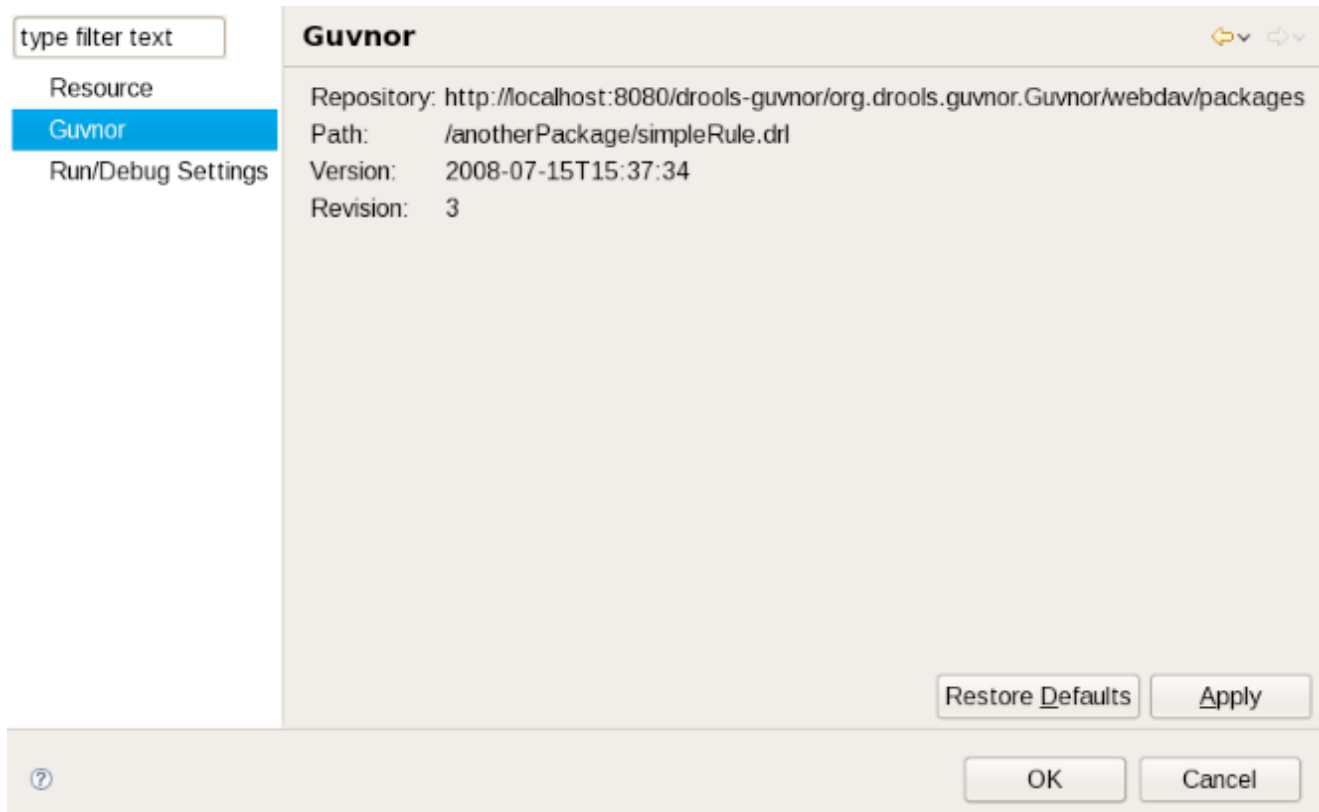 type filter text
Resource
Guvnor
Run/Debug Settings
Guvnor
Repository: http://localhost:8080/drools-guvnor/org.drools.guvnor.Guvnor/webdav/packages
Path: /anotherPackage/simpleRule.drl
Version: 2008-07-15T15:37:34
Revision: 3
Restore Defaults Apply
? OK Cancel